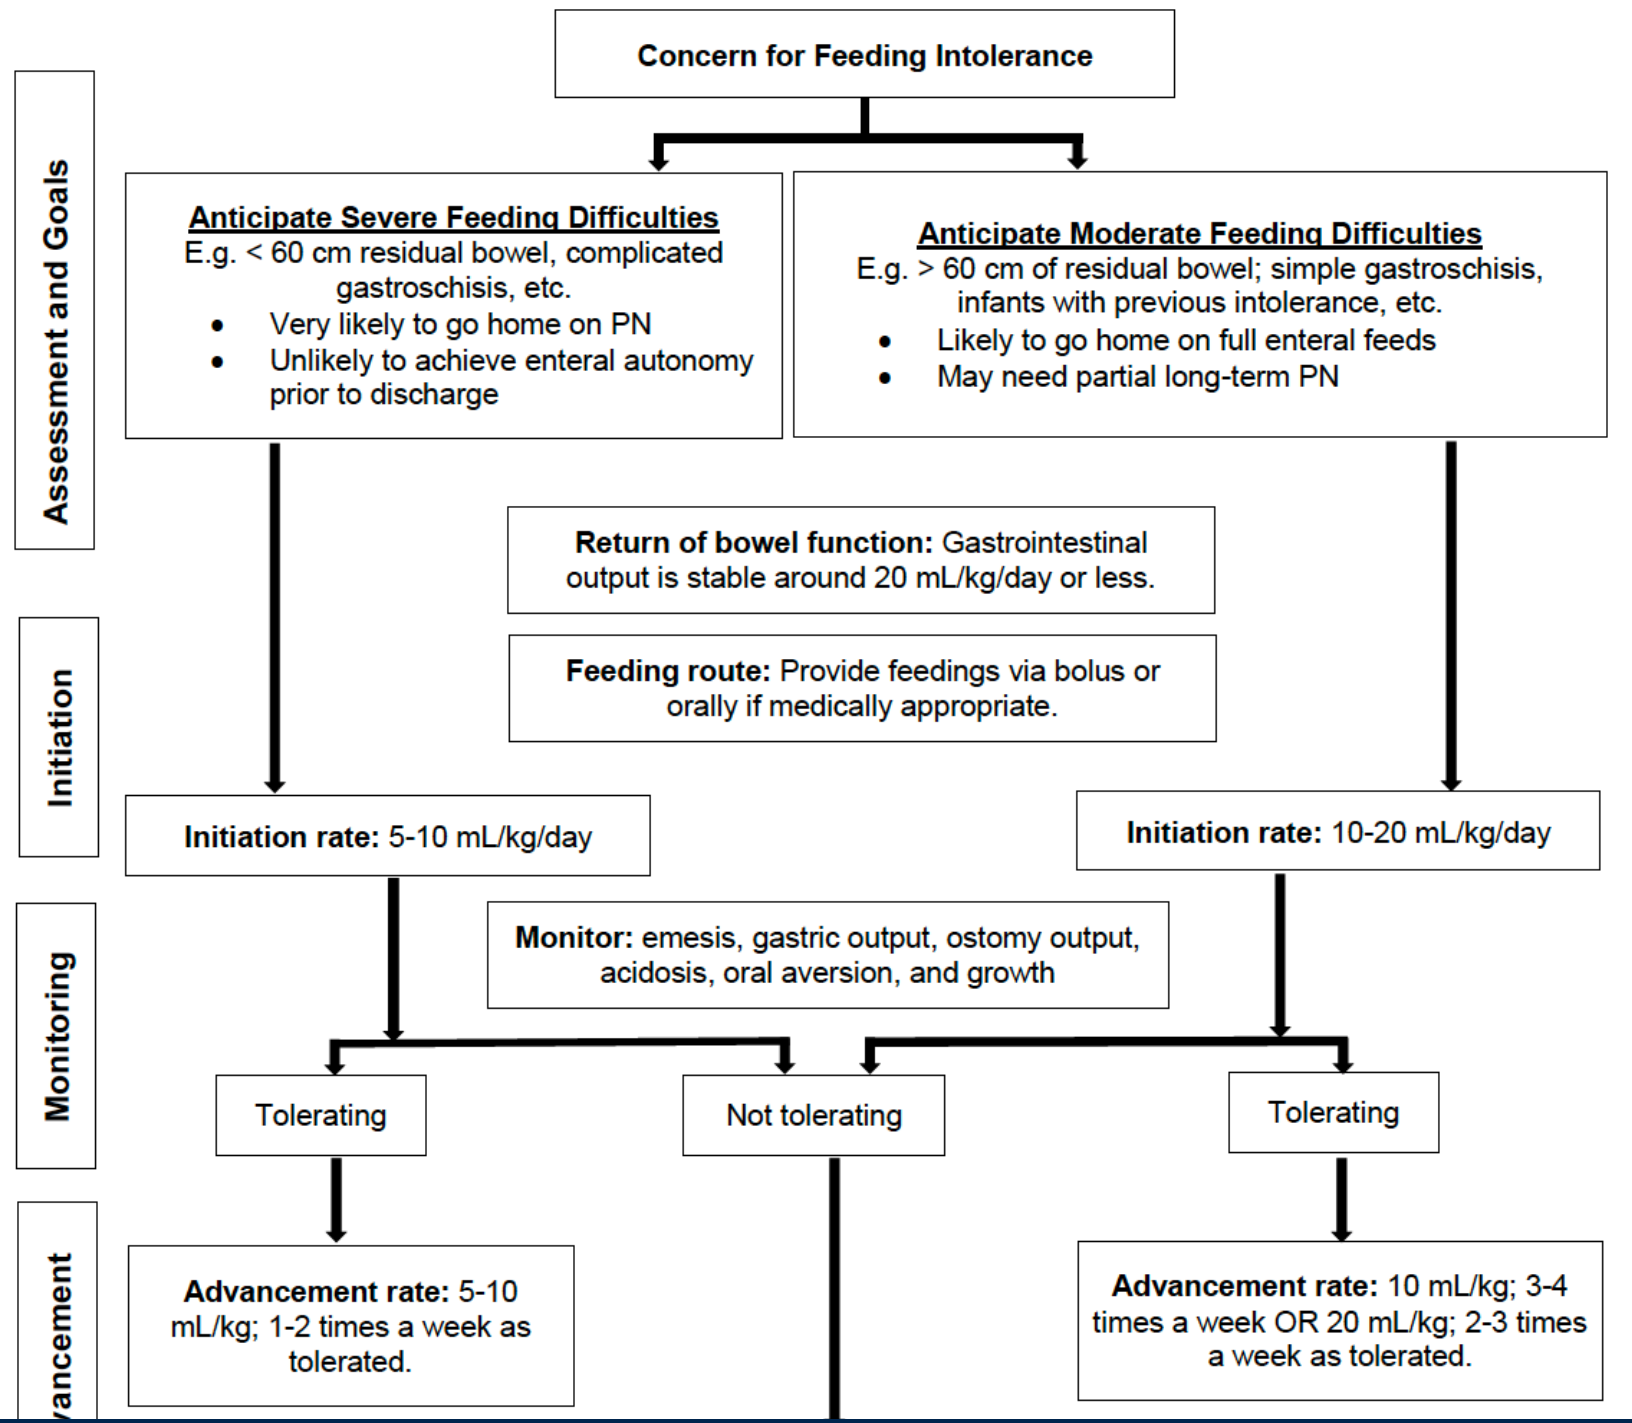 Concern for Feeding Intolerance
Assessment and Goals
Anticipate Severe Feeding Difficulties
E.g. < 60 cm residual bowel, complicated
gastroschisis, etc.
• Very likely to go home on PN
• Unlikely to achieve enteral autonomy
prior to discharge
Anticipate Moderate Feeding Difficulties
E.g. > 60 cm of residual bowel; simple gastroschisis,
infants with previous intolerance, etc.
• Likely to go home on full enteral feeds
• May need partial long-term PN
Return of bowel function: Gastrointestinal
output is stable around 20 mL/kg/day or less.
Initiation
Feeding route: Provide feedings via bolus or
orally if medically appropriate.
Initiation rate: 5-10 mL/kg/day
Initiation rate: 10-20 mL/kg/day
Monitoring
Monitor: emesis, gastric output, ostomy output,
acidosis, oral aversion, and growth
Tolerating
Not tolerating
Tolerating
vancement
Advancement rate: 5-10
mL/kg; 1-2 times a week as
tolerated.
Advancement rate: 10 mL/kg; 3-4
times a week OR 20 mL/kg; 2-3 times
a week as tolerated.